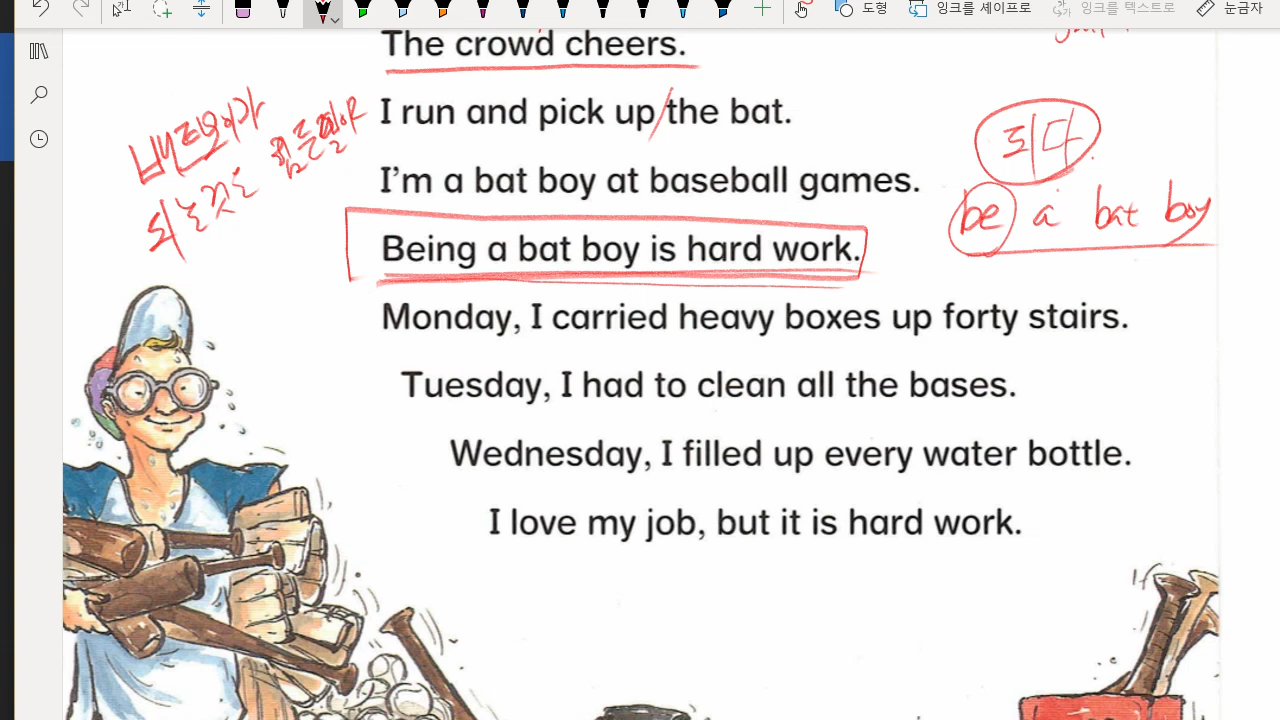 도형 잉크를 셰이프로 잉크를 텍스트로 눈금자
The crowd cheers.
I run and pick up the bat.
I'm a bat boy at baseball games.
Being a bat boy is hard work.
Monday, I carried heavy boxes up forty stairs.
Tuesday, I had to clean all the bases.
Wednesday, I filled up every water bottle.
I love my job, but it is hard work.
배트보이가
되는것은 힘든일이야
되다
be a bat boy